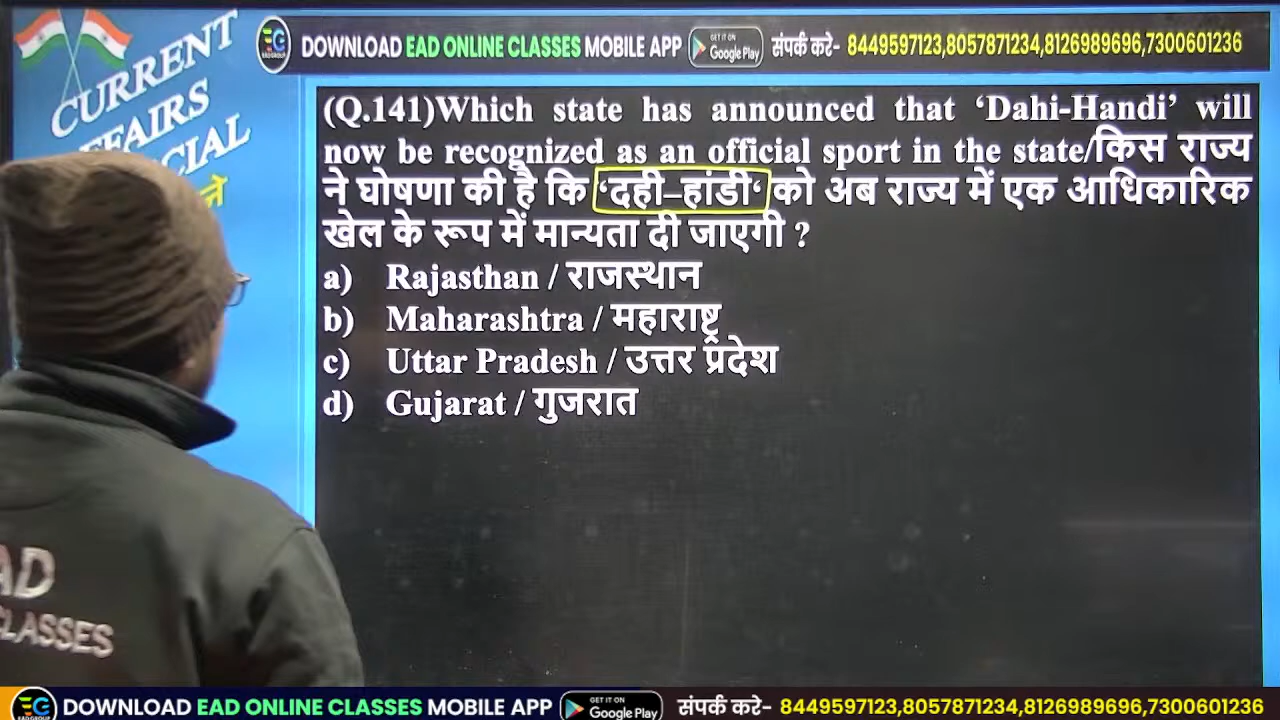 CURRENT
AFFAIRS
SPECIAL
DOWNLOAD EAD ONLINE CLASSES MOBILE APP GET IT ON Google Play संपर्क करे- 8449597123,8057871234,8126989696,7300601236
(Q.141)Which state has announced that ‘Dahi-Handi’ will
now be recognized as an official sport in the state/किस राज्य
ने घोषणा की है कि ‘दही–हांडी‘ को अब राज्य में एक आधिकारिक
खेल के रूप में मान्यता दी जाएगी ?
a) Rajasthan / राजस्थान
b) Maharashtra / महाराष्ट्र
c) Uttar Pradesh / उत्तर प्रदेश
d) Gujarat / गुजरात
AD
CLASSES
DOWNLOAD EAD ONLINE CLASSES MOBILE APP GET IT ON Google Play संपर्क करे- 8449597123,8057871234,8126989696,7300601236